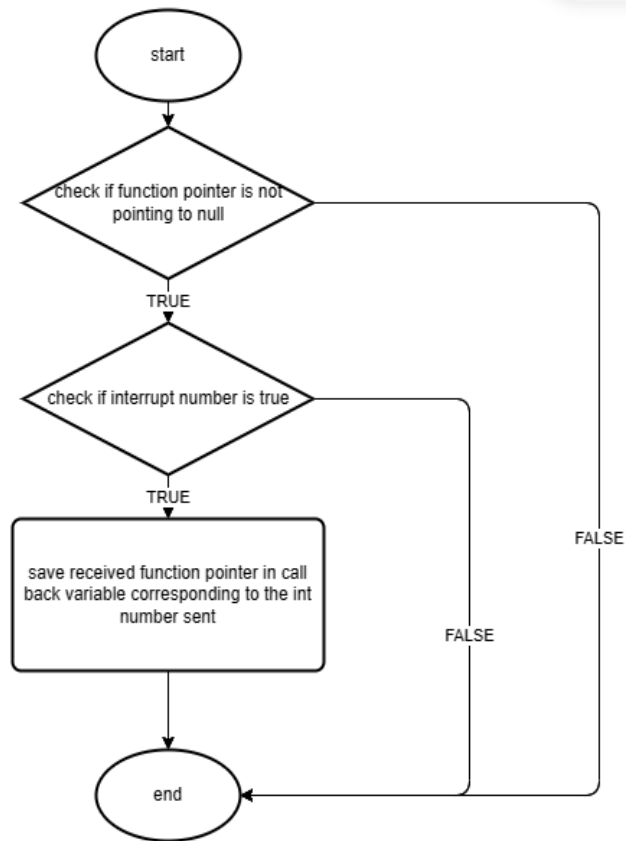 start
check if function pointer is not
pointing to null
TRUE
check if interrupt number is true
TRUE
save received function pointer in call
back variable corresponding to the int
number sent
FALSE
FALSE
end